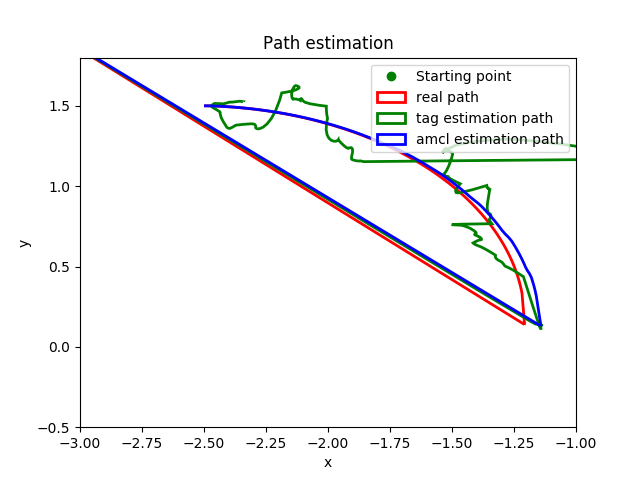 Path estimation
Starting point
real path
tag estimation path
amcl estimation path
y
1.5
1.0
0.5
0.0
−0.5
−3.00 −2.75 −2.50 −2.25 −2.00 −1.75 −1.50 −1.25 −1.00
x